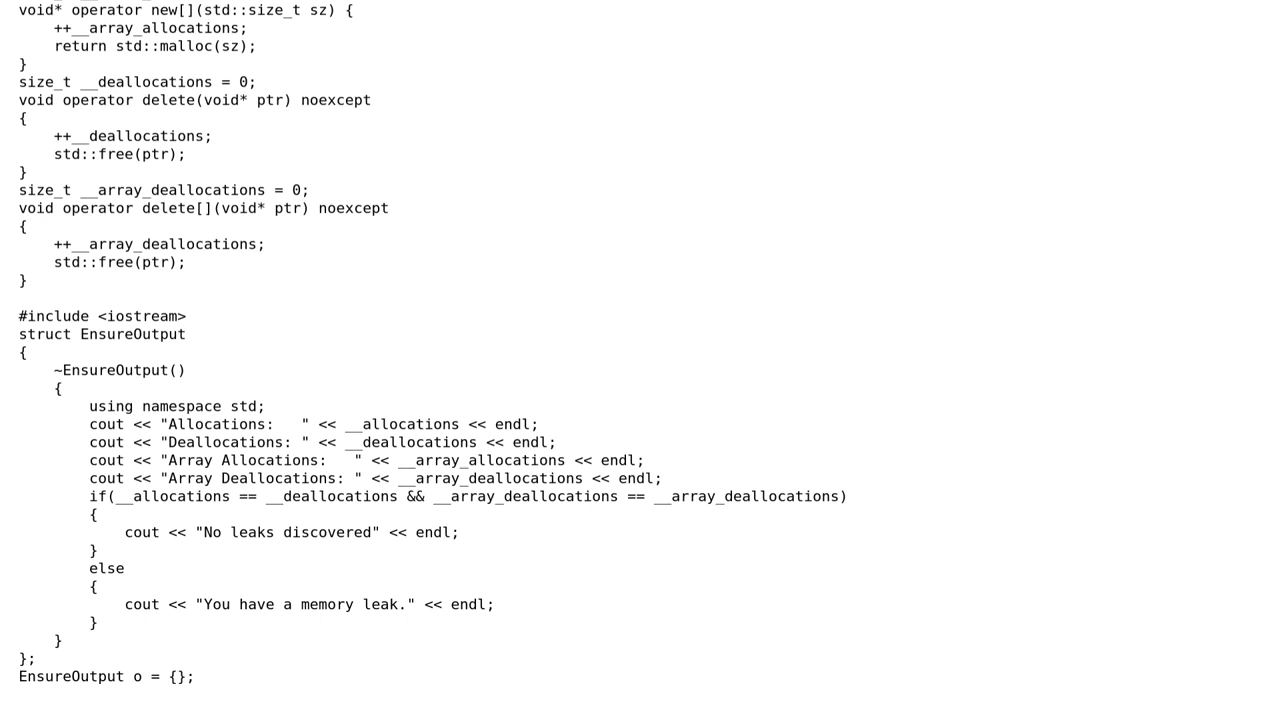 void* operator new[](std::size_t sz) {
    ++__array_allocations;
    return std::malloc(sz);
}
size_t __deallocations = 0;
void operator delete(void* ptr) noexcept
{
    ++__deallocations;
    std::free(ptr);
}
size_t __array_deallocations = 0;
void operator delete[](void* ptr) noexcept
{
    ++__array_deallocations;
    std::free(ptr);
}

#include <iostream>
struct EnsureOutput
{
    ~EnsureOutput()
    {
        using namespace std;
        cout << "Allocations:   " << __allocations << endl;
        cout << "Deallocations: " << __deallocations << endl;
        cout << "Array Allocations:   " << __array_allocations << endl;
        cout << "Array Deallocations: " << __array_deallocations << endl;
        if(__allocations == __deallocations && __array_deallocations == __array_deallocations)
        {
            cout << "No leaks discovered" << endl;
        }
        else
        {
            cout << "You have a memory leak." << endl;
        }
    }
};
EnsureOutput o = {};